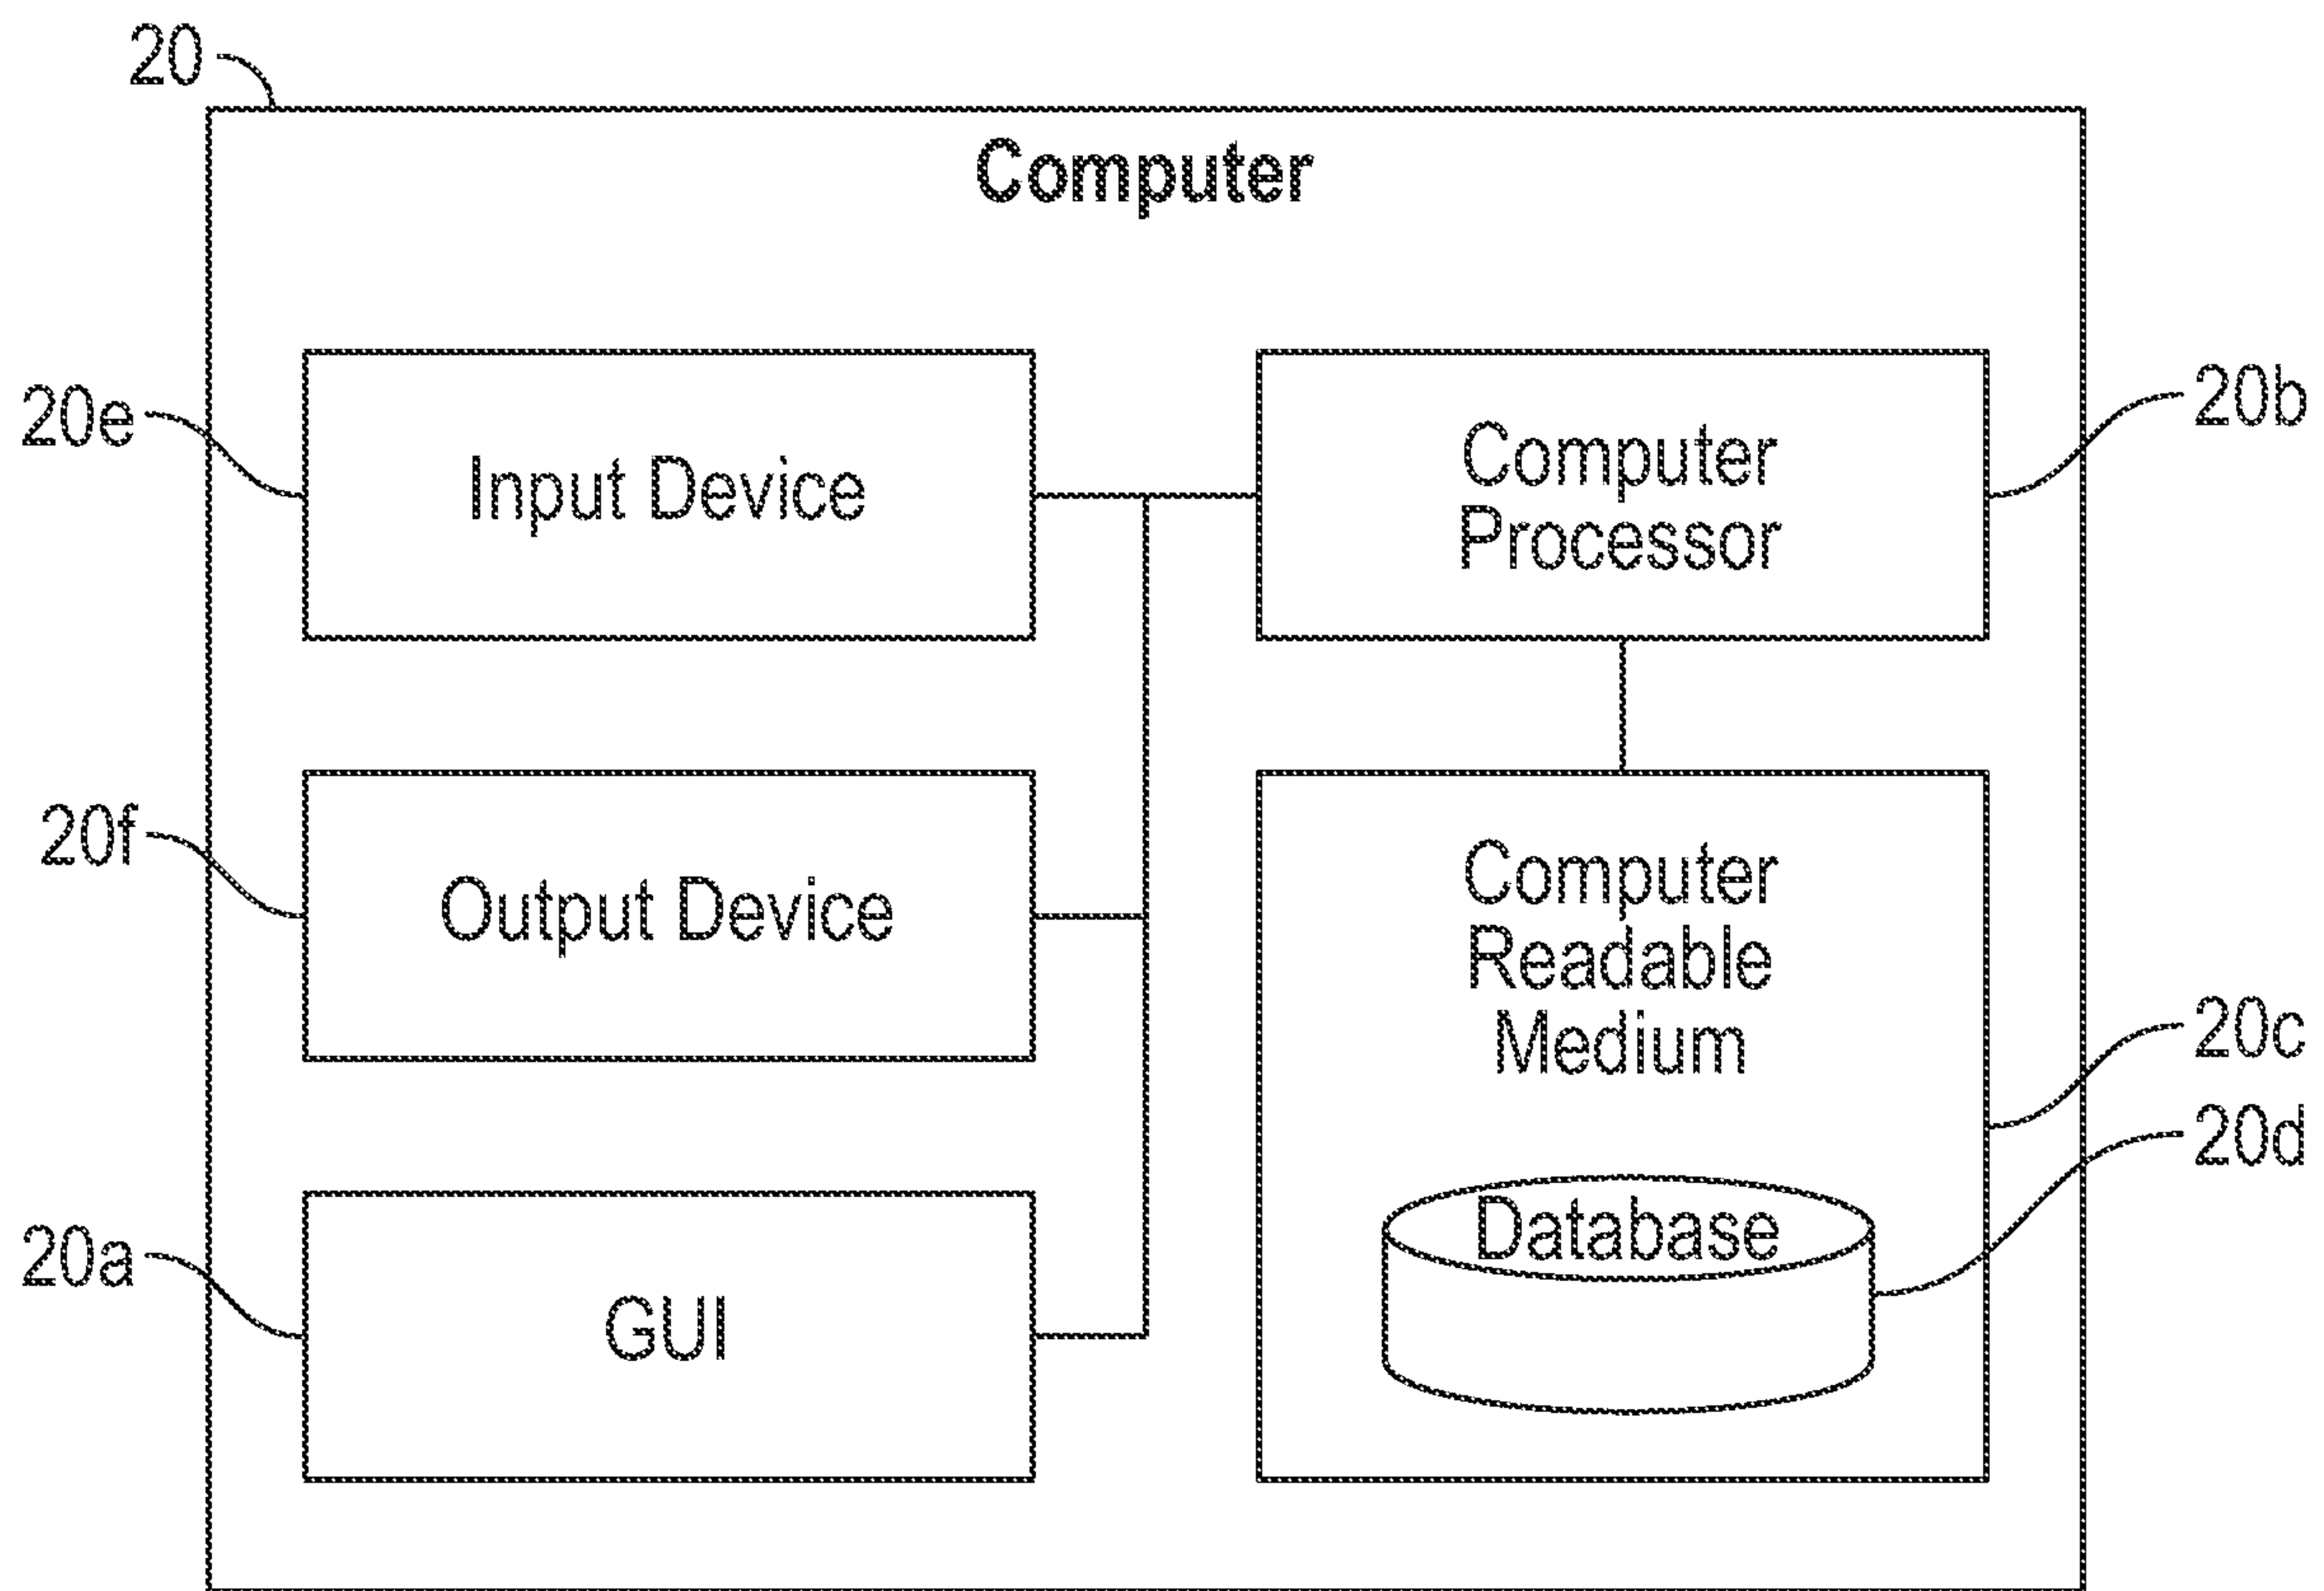 20
Computer
20e
Input Device
Computer
Processor
20b
20f
Output Device
Computer
Readable
Medium
20c
20d
Database
20a
GUI